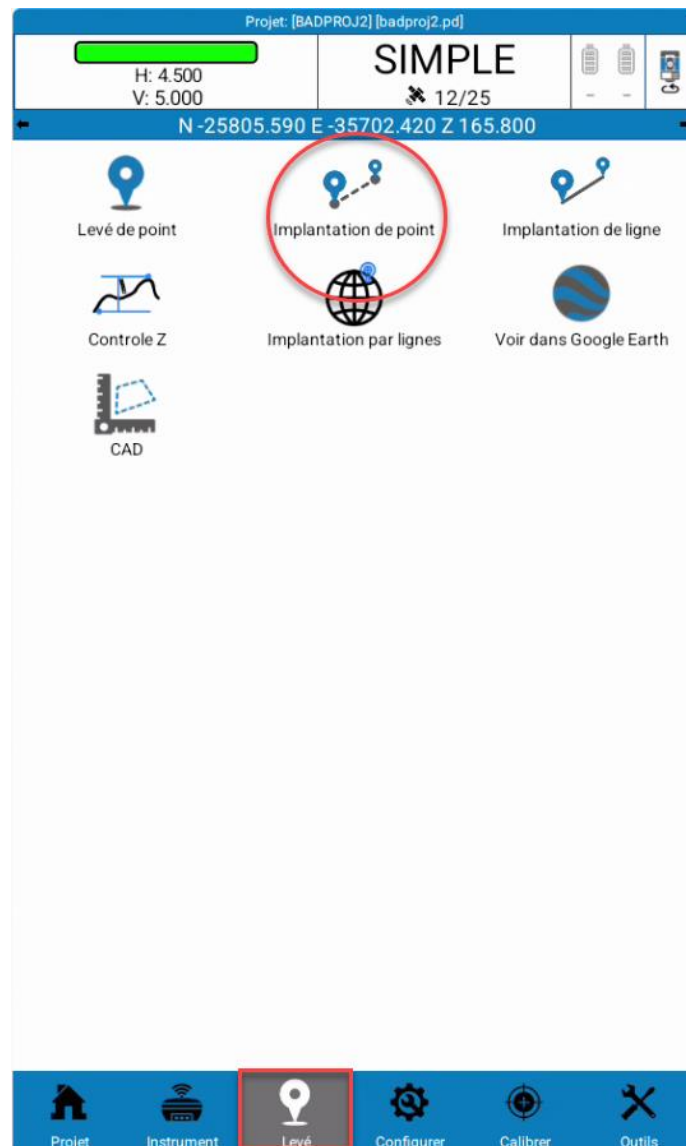 Projet: [BADPROJ2] [badproj2.pd]
H: 4.500
V: 5.000
SIMPLE
12/25
- -
N -25805.590 E -35702.420 Z 165.800
Levé de point
Implantation de point
Implantation de ligne
Controle Z
Implantation par lignes
Voir dans Google Earth
CAD
Projet
Instrument
Levé
Configurer
Calibrer
Outils